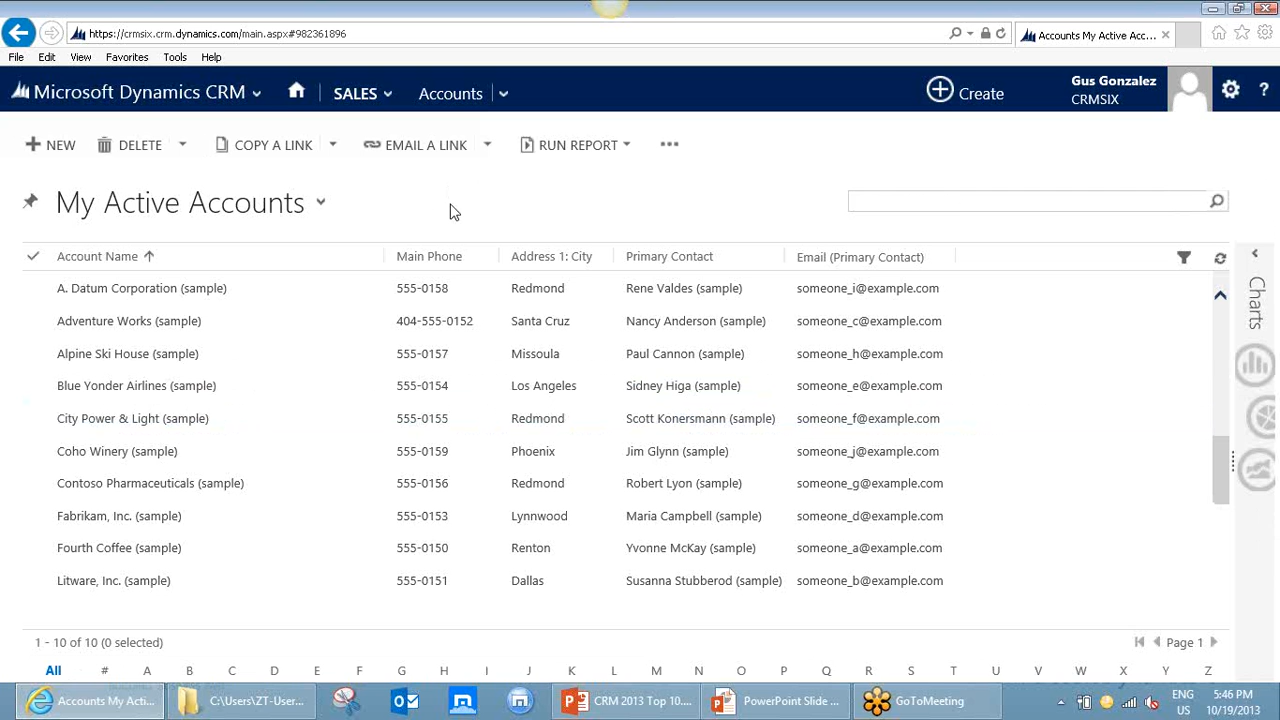 https://crmsix.crm.dynamics.com/main.aspx#982361896
Accounts My Active Acc...
File Edit View Favorites Tools Help
Microsoft Dynamics CRM SALES Accounts Create Gus Gonzalez
CRMSIX
?
NEW DELETE COPY A LINK EMAIL A LINK RUN REPORT ...
My Active Accounts
Account Name Main Phone Address 1: City Primary Contact Email (Primary Contact)
A. Datum Corporation (sample) 555-0158 Redmond Rene Valdes (sample) someone_i@example.com
Adventure Works (sample) 404-555-0152 Santa Cruz Nancy Anderson (sample) someone_c@example.com
Alpine Ski House (sample) 555-0157 Missoula Paul Cannon (sample) someone_h@example.com
Blue Yonder Airlines (sample) 555-0154 Los Angeles Sidney Higa (sample) someone_e@example.com
City Power & Light (sample) 555-0155 Redmond Scott Konersmann (sample) someone_f@example.com
Coho Winery (sample) 555-0159 Phoenix Jim Glynn (sample) someone_j@example.com
Contoso Pharmaceuticals (sample) 555-0156 Redmond Robert Lyon (sample) someone_g@example.com
Fabrikam, Inc. (sample) 555-0153 Lynnwood Maria Campbell (sample) someone_d@example.com
Fourth Coffee (sample) 555-0150 Renton Yvonne McKay (sample) someone_a@example.com
Litware, Inc. (sample) 555-0151 Dallas Susanna Stubberod (sample) someone_b@example.com
Charts
1 - 10 of 10 (0 selected) Page 1
All # A B C D E F G H I J K L M N O P Q R S T U V W X Y Z
Accounts My Acti... C:\Users\ZT-User... CRM 2013 Top 10.... PowerPoint Slide ... GoToMeeting ENG 5:46 PM
US 10/19/2013